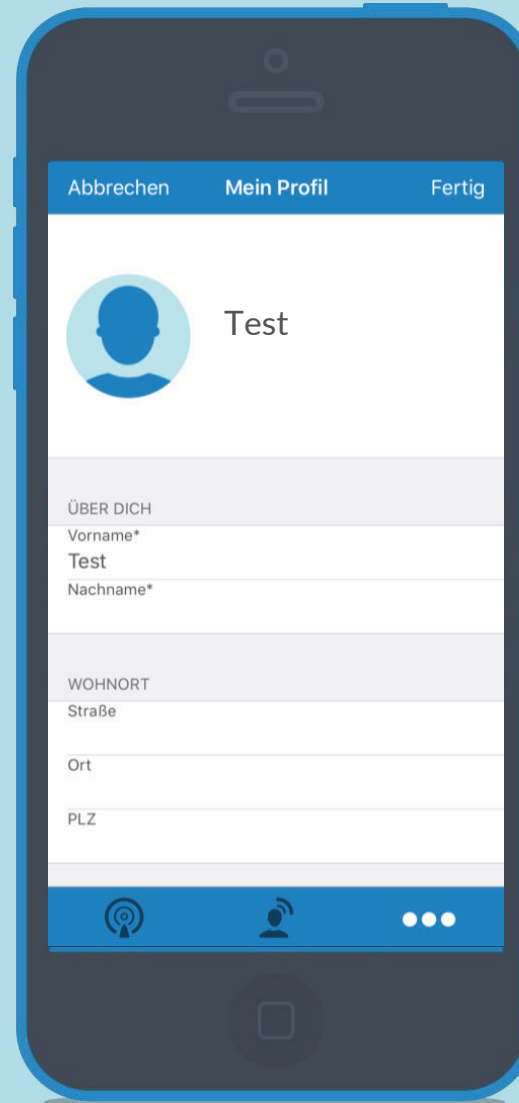 Abbrechen Mein Profil Fertig
Test
ÜBER DICH
Vorname*
Test
Nachname*
WOHNORT
Straße
Ort
PLZ